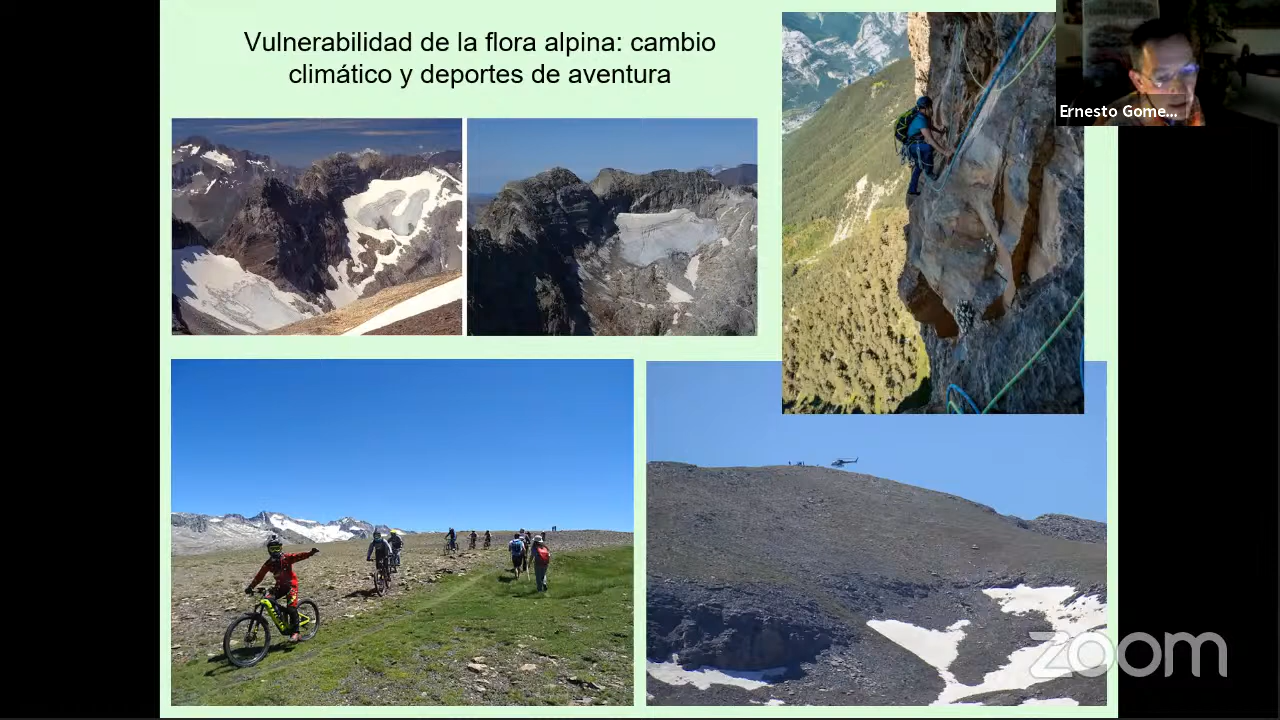 Vulnerabilidad de la flora alpina: cambio
climático y deportes de aventura
Ernesto Gome...
zoom